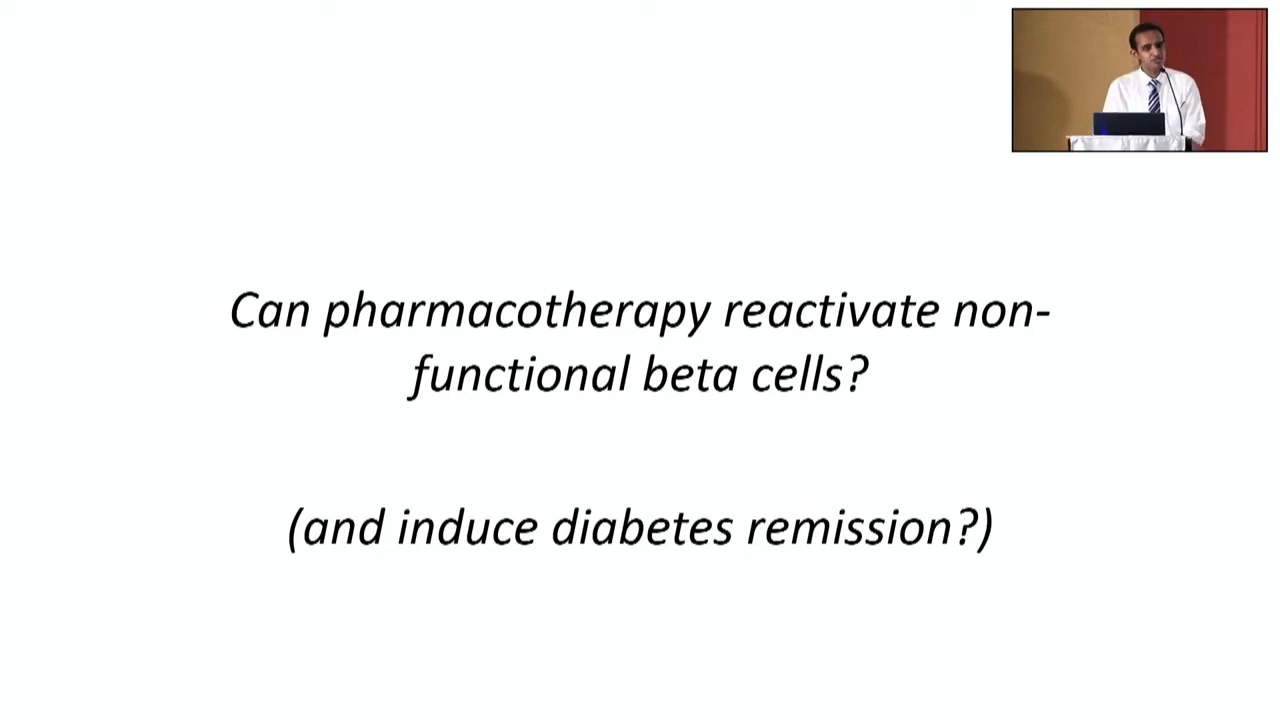 Can pharmacotherapy reactivate non-
functional beta cells?
(and induce diabetes remission?)